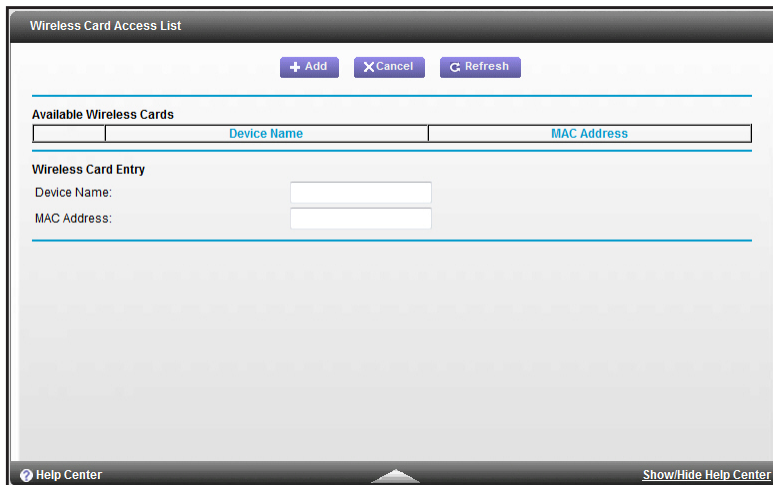 Wireless Card Access List
Add Cancel Refresh
Available Wireless Cards
Device Name MAC Address
Wireless Card Entry
Device Name:
MAC Address:
Help Center Show/Hide Help Center